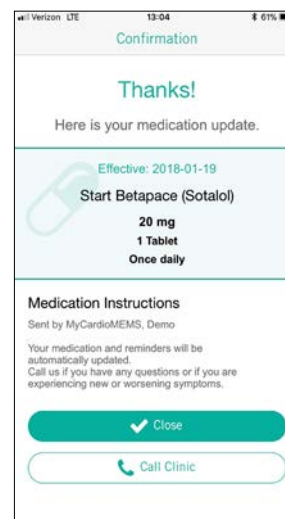 Verizon LTE 13:04 61%
Confirmation
Thanks!
Here is your medication update.
Effective: 2018-01-19
Start Betapace (Sotalol)
20 mg
1 Tablet
Once daily
Medication Instructions
Sent by MyCardioMEMS, Demo
Your medication and reminders will be
automatically updated.
Call us if you have any questions or if you are
experiencing new or worsening symptoms.
Close
Call Clinic